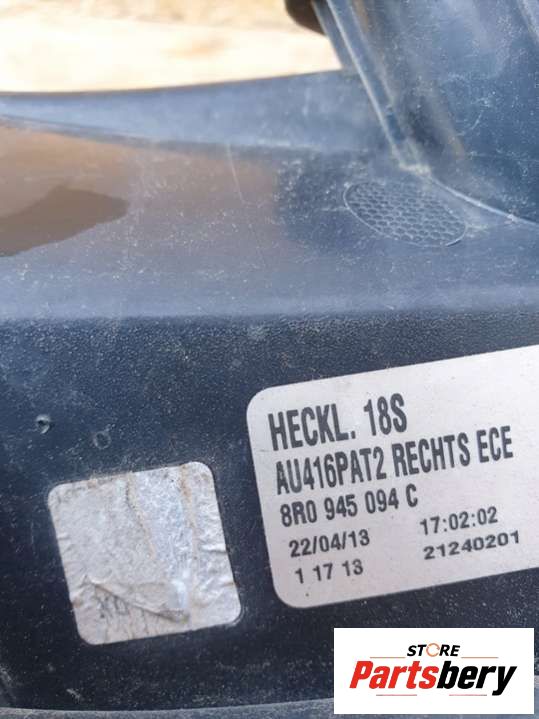 HECKL. 18S
AU416PAT2 RECHTS ECE
8R0 945 094 C
22/04/13 17:02:02
1 17 13 21240201
STORE
Partsbery